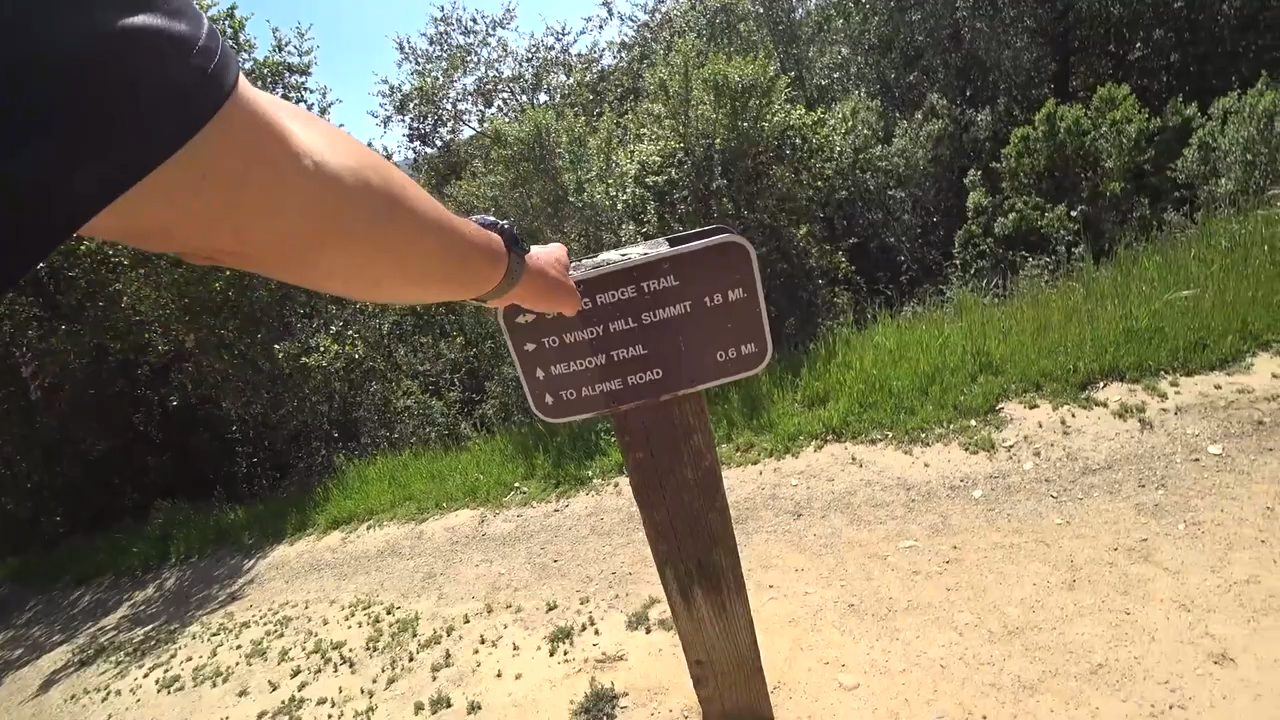 RIDGE TRAIL
TO WINDY HILL SUMMIT 1.8 MI.
MEADOW TRAIL
TO ALPINE ROAD 0.6 MI.